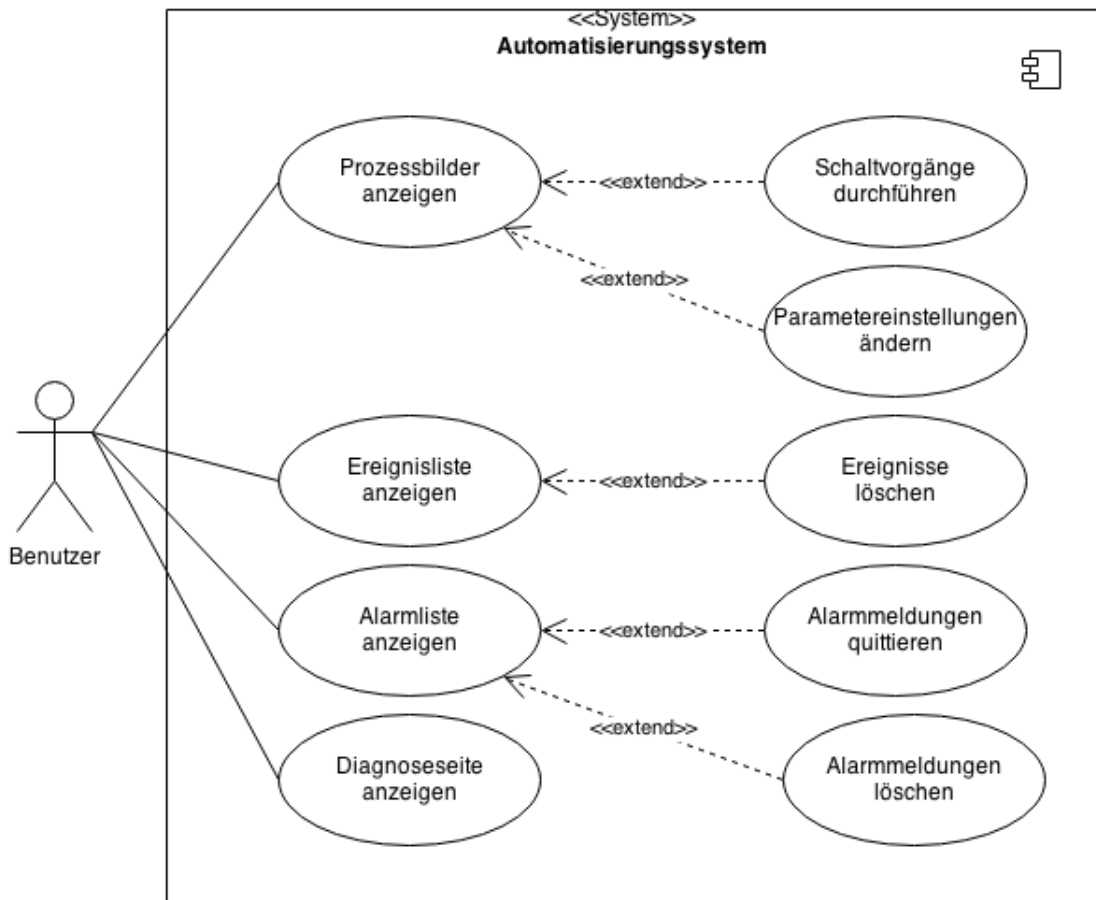 <<System>>
Automatisierungssystem
Prozessbilder
anzeigen
<<extend>>
Schaltvorgänge
durchführen
<<extend>>
Parametereinstellungen
ändern
Benutzer
Ereignisliste
anzeigen
<<extend>>
Ereignisse
löschen
Alarmliste
anzeigen
<<extend>>
Alarmmeldungen
quittieren
<<extend>>
Diagnoseseite
anzeigen
Alarmmeldungen
löschen